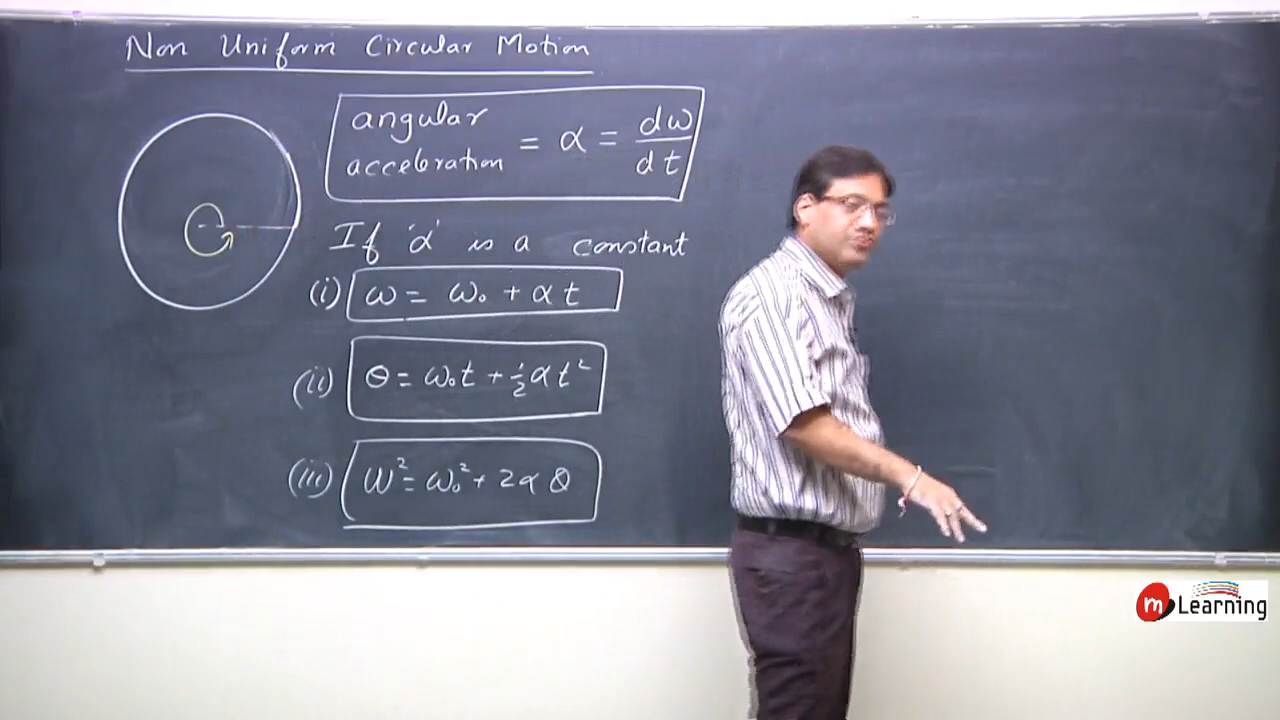 Non Uniform Circular Motion
angular acceleration = α = dω/dt
If 'α' is a constant
(i) ω = ω₀ + αt
(ii) θ = ω₀t + ½αt²
(iii) ω² = ω₀² + 2αθ
m Learning